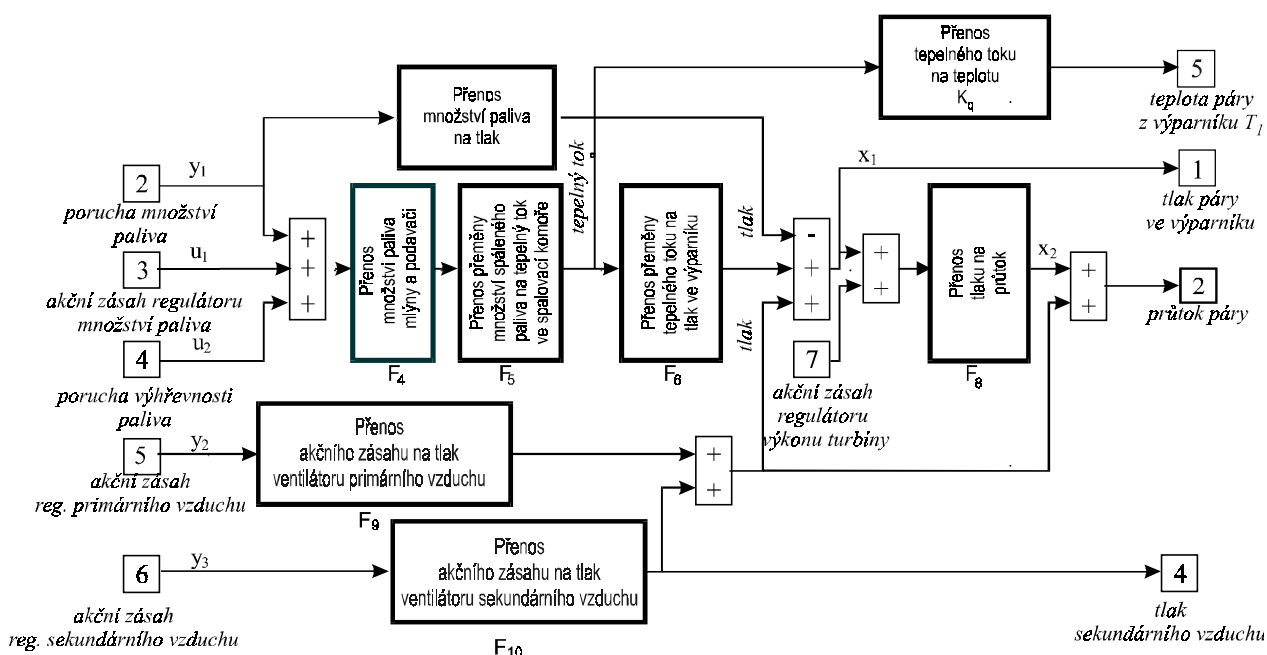 Přenos
tepelného toku
na teplotu
Kq
5
teplota páry
z výparníku T1
Přenos
množství paliva
na tlak
tepelný tok
y1
2
porucha množství
paliva
u1
3
akční zásah regulátoru
množství paliva
u2
4
porucha výhřevnosti
paliva
+
+
+
Přenos
množství paliva
mlýny a podavači
F4
Přenos přeměny
množství spáleného
paliva na tepelný tok
ve spalovací komoře
F5
Přenos přeměny
tepelného toku na
tlak ve výparníku
F6
tlak
tlak
-
+
+
x1
1
tlak páry
ve výparníku
+
+
7
akční zásah
regulátoru
výkonu turbíny
Přenos
tlaku na
průtok
F8
x2
+
+
2
průtok páry
y2
5
akční zásah
reg. primárního vzduchu
Přenos
akčního zásahu na tlak
ventilátoru primárního vzduchu
F9
+
+
y3
6
akční zásah
reg. sekundárního vzduchu
Přenos
akčního zásahu na tlak
ventilátoru sekundárního vzduchu
F10
4
tlak
sekundárního vzduchu